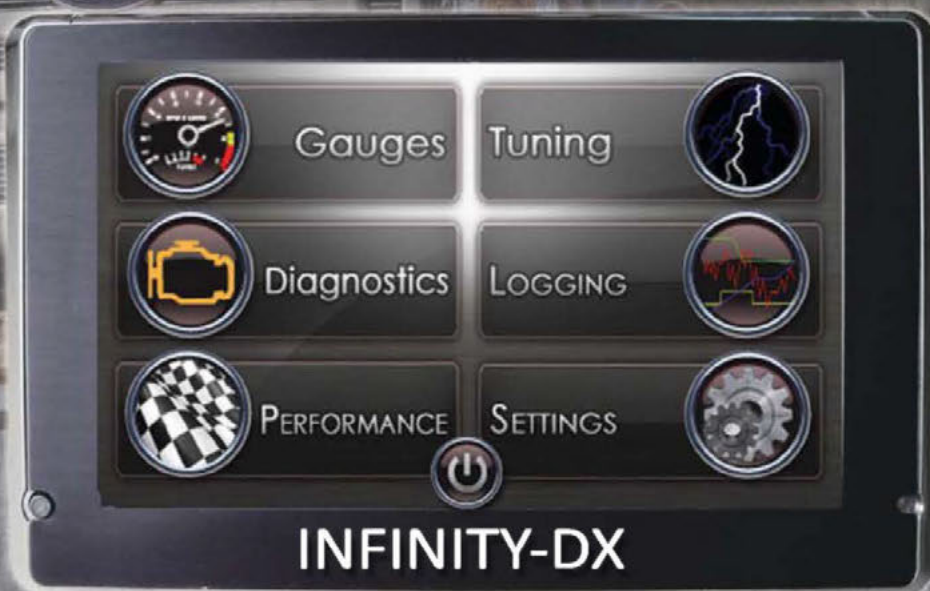 Gauges
Tuning
Diagnostics
LOGGING
PERFORMANCE
SETTINGS
INFINITY-DX